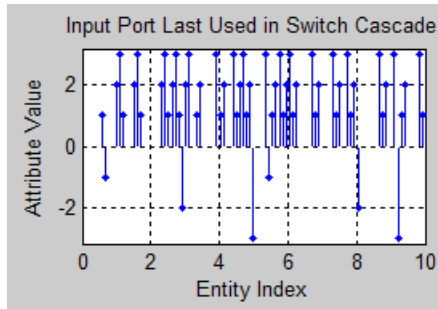 Input Port Last Used in Switch Cascade
Attribute Value
2
0
-2
0 2 4 6 8 10
Entity Index